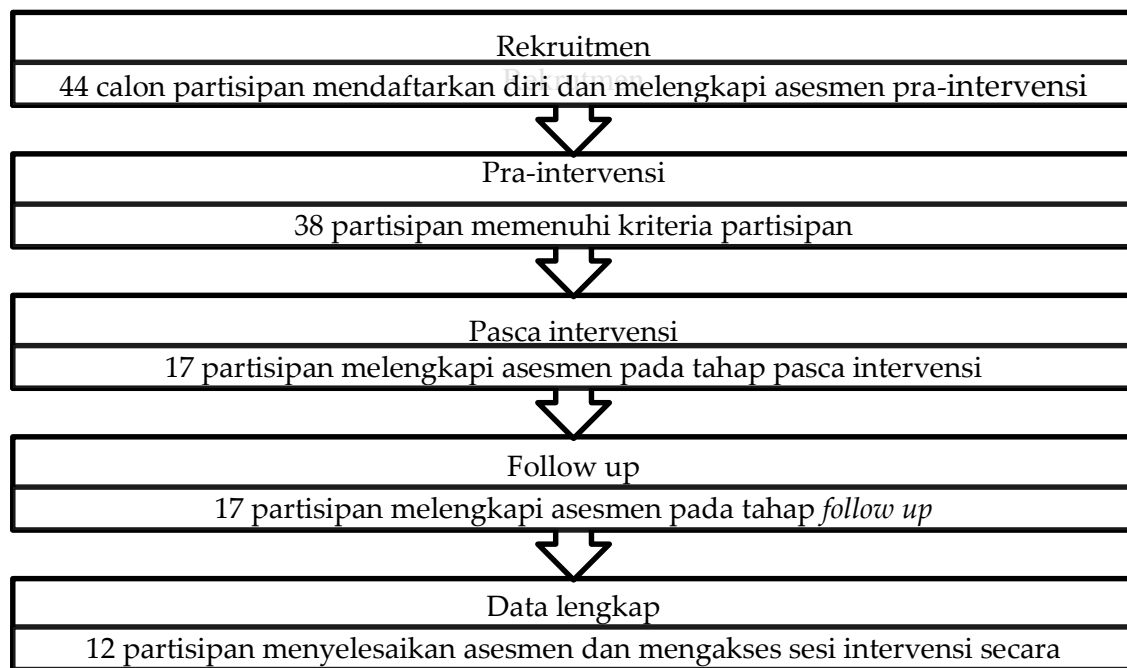 Rekruitmen
Rekrutmen
44 calon partisipan mendaftarkan diri dan melengkapi asesmen pra-intervensi
Pra-intervensi
38 partisipan memenuhi kriteria partisipan
Pasca intervensi
17 partisipan melengkapi asesmen pada tahap pasca intervensi
Follow up
17 partisipan melengkapi asesmen pada tahap follow up
Data lengkap
12 partisipan menyelesaikan asesmen dan mengakses sesi intervensi secara